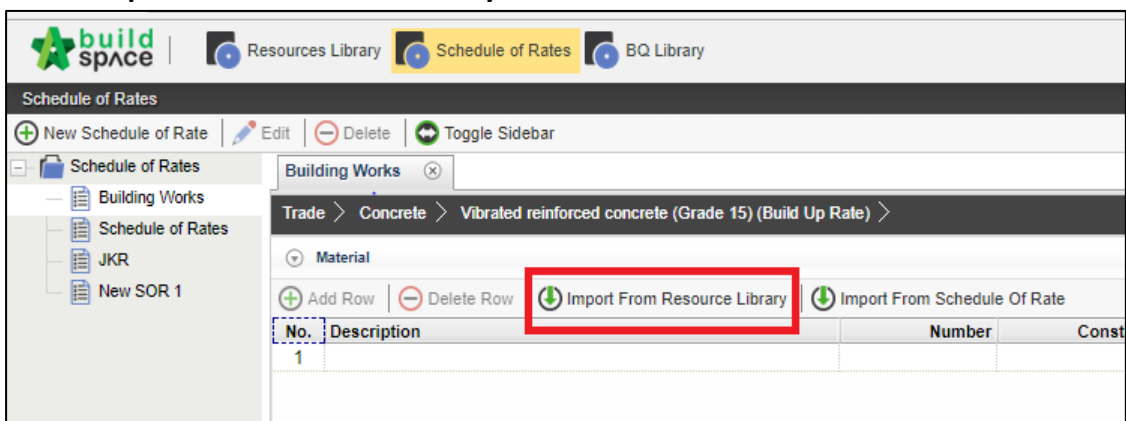 build
space
Resources Library
Schedule of Rates
BQ Library
Schedule of Rates
New Schedule of Rate
Edit
Delete
Toggle Sidebar
Schedule of Rates
Building Works
Schedule of Rates
JKR
New SOR 1
Building Works
Trade > Concrete > Vibrated reinforced concrete (Grade 15) (Build Up Rate) >
Material
Add Row
Delete Row
Import From Resource Library
Import From Schedule Of Rate
No. Description Number Const
1